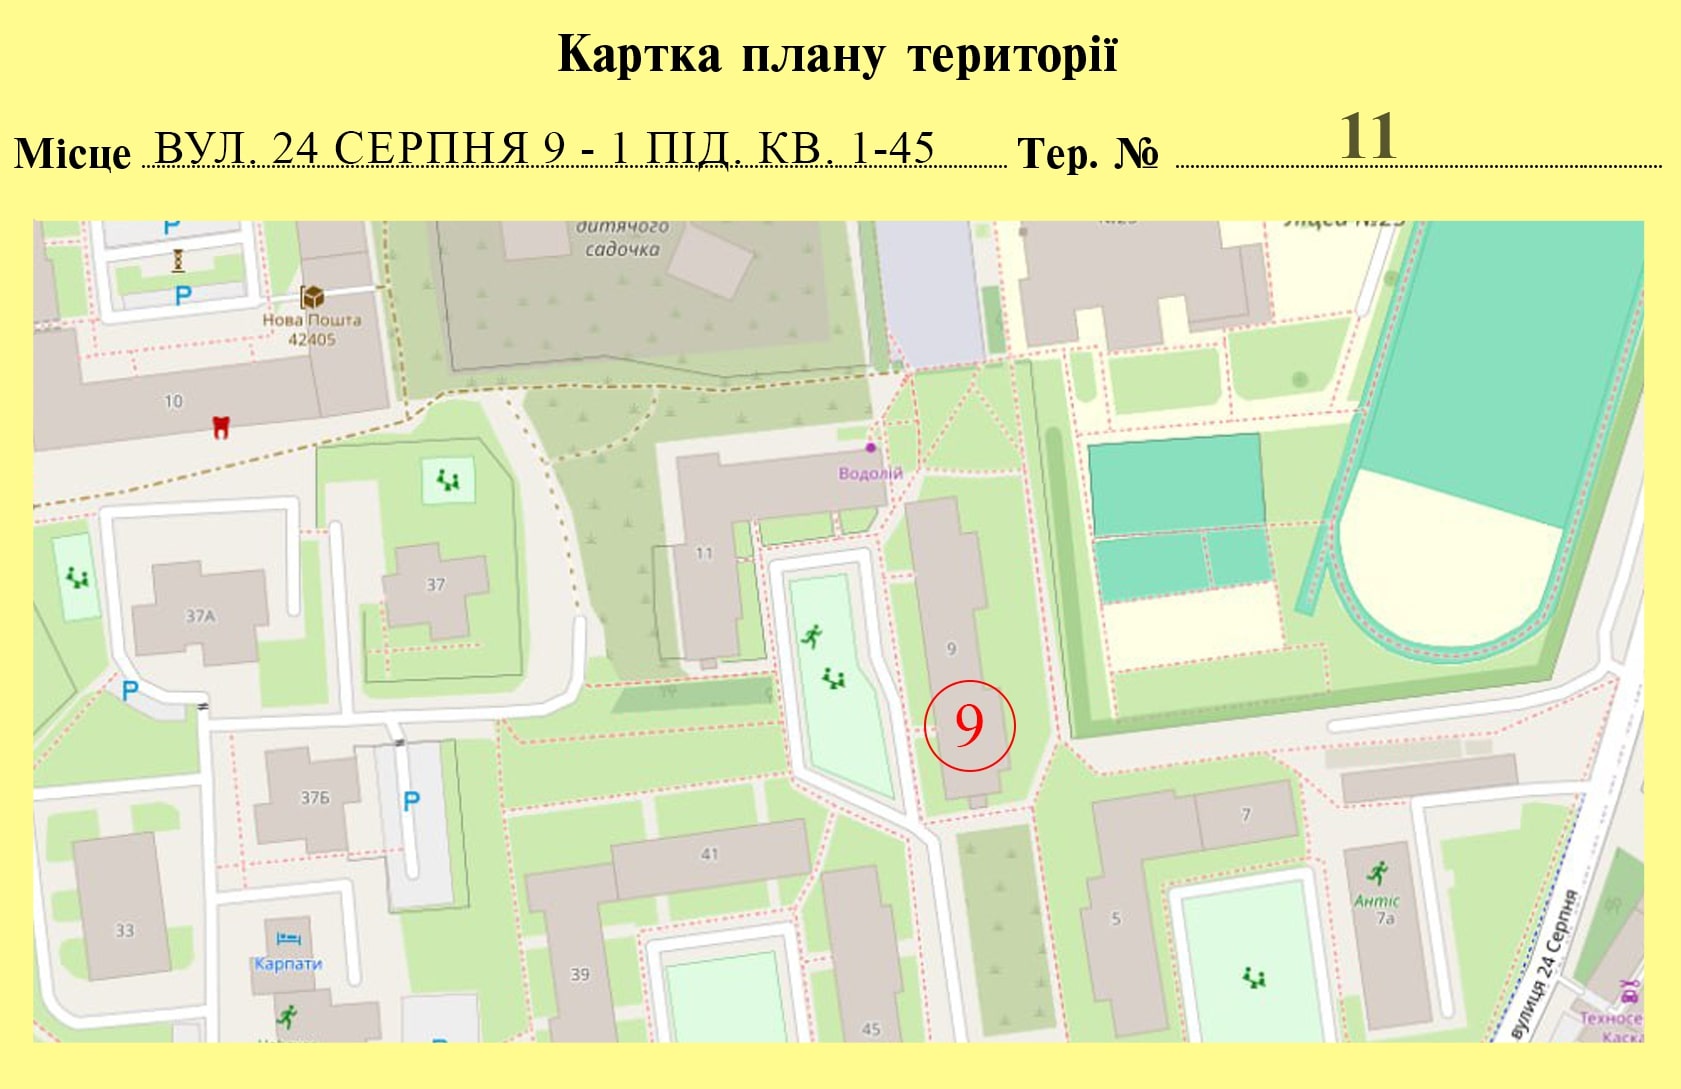 Картка плану території
Місце ВУЛ. 24 СЕРПНЯ 9 - 1 ПІД. КВ. 1-45 Тер. № 11
P
дитячого
садочка
Ліцей №25
P
Нова Пошта
42405
10
Водолій
11
37
37А
9
P
9
37Б
P
7
41
Антіс
7а
33
5
Карпати
39
45
вулиця 24 Серпня